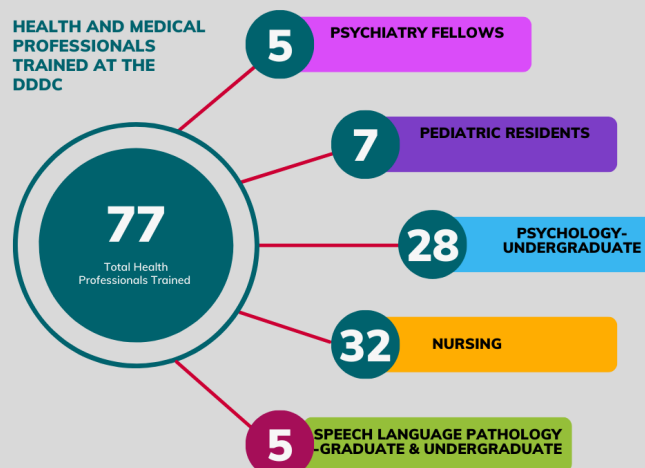 HEALTH AND MEDICAL
PROFESSIONALS
TRAINED AT THE
DDDC
5
PSYCHIATRY FELLOWS
7
PEDIATRIC RESIDENTS
77
Total Health
Professionals Trained
28
PSYCHOLOGY-
UNDERGRADUATE
32
NURSING
5
SPEECH LANGUAGE PATHOLOGY
-GRADUATE & UNDERGRADUATE